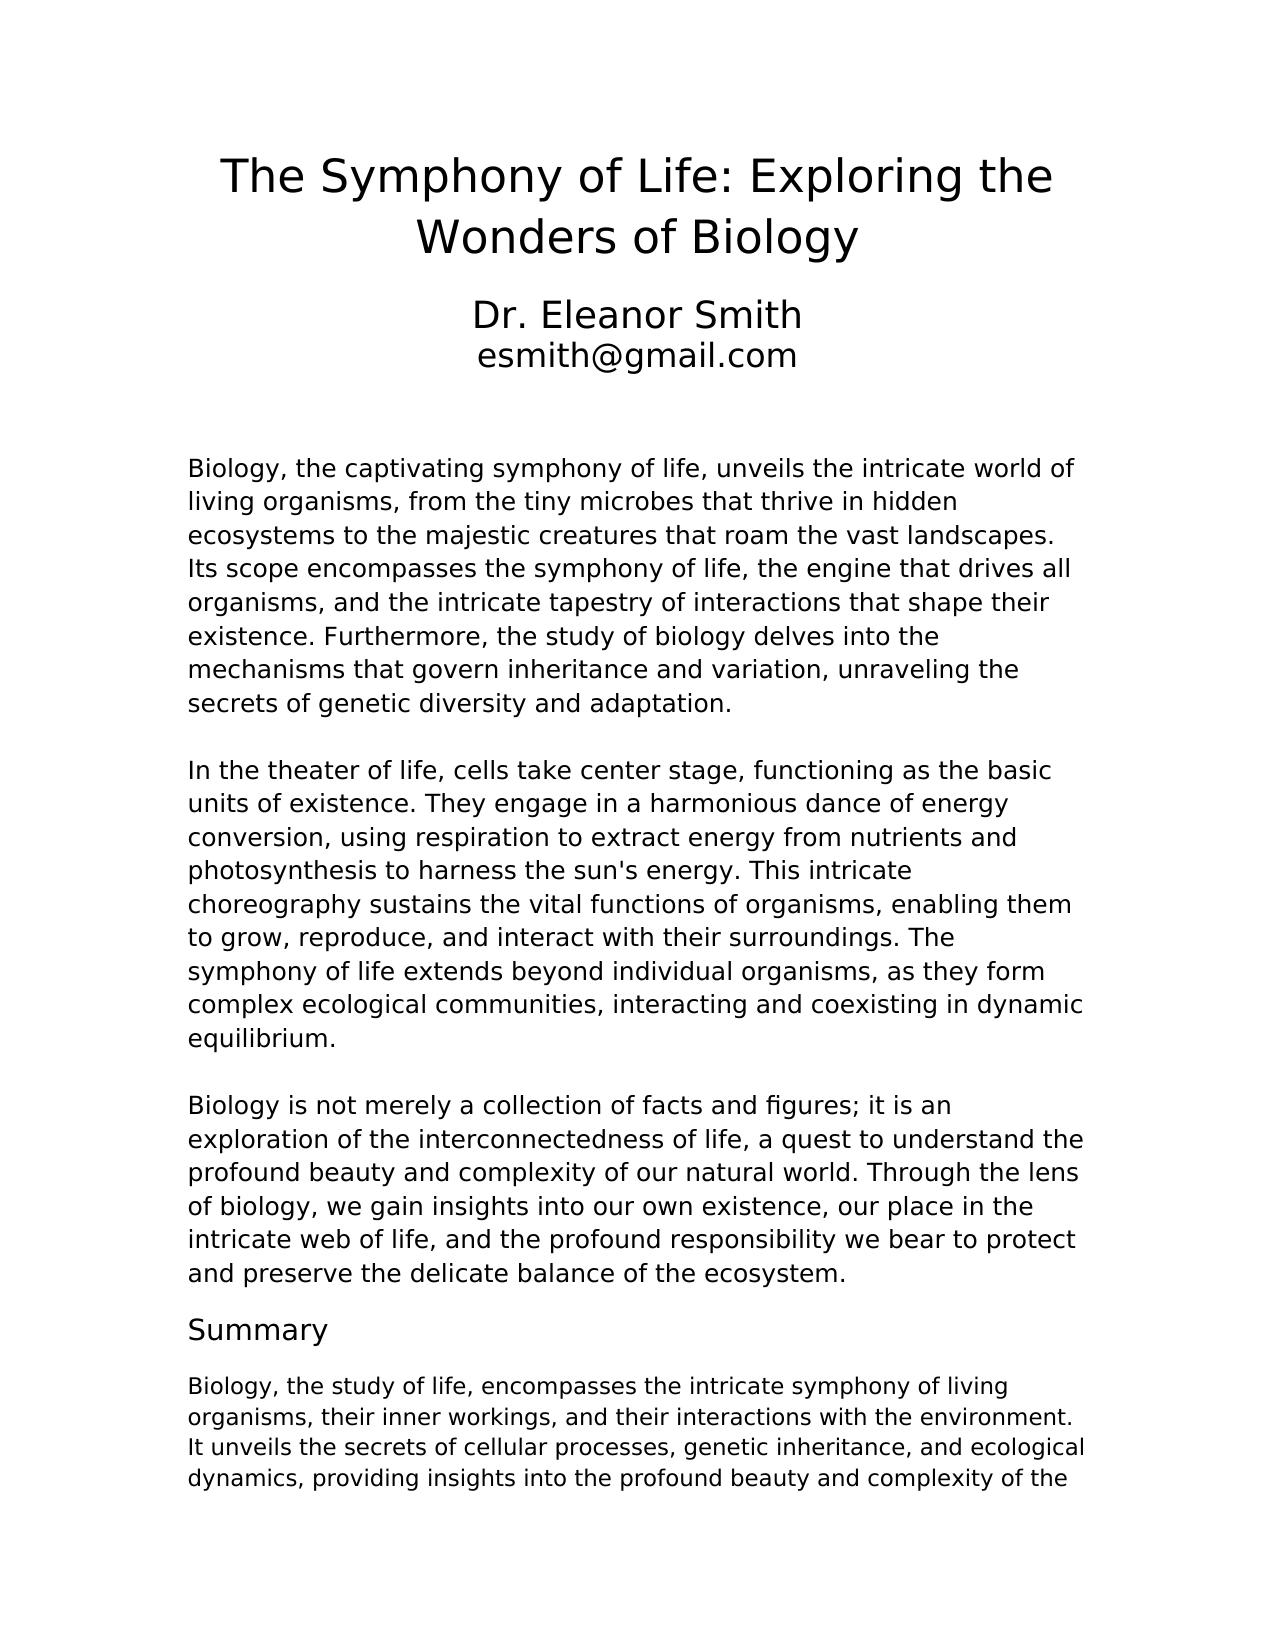 The Symphony of Life: Exploring the
Wonders of Biology
Dr. Eleanor Smith
esmith@gmail.com
Biology, the captivating symphony of life, unveils the intricate world of
living organisms, from the tiny microbes that thrive in hidden
ecosystems to the majestic creatures that roam the vast landscapes.
Its scope encompasses the symphony of life, the engine that drives all
organisms, and the intricate tapestry of interactions that shape their
existence. Furthermore, the study of biology delves into the
mechanisms that govern inheritance and variation, unraveling the
secrets of genetic diversity and adaptation.
In the theater of life, cells take center stage, functioning as the basic
units of existence. They engage in a harmonious dance of energy
conversion, using respiration to extract energy from nutrients and
photosynthesis to harness the sun's energy. This intricate
choreography sustains the vital functions of organisms, enabling them
to grow, reproduce, and interact with their surroundings. The
symphony of life extends beyond individual organisms, as they form
complex ecological communities, interacting and coexisting in dynamic
equilibrium.
Biology is not merely a collection of facts and figures; it is an
exploration of the interconnectedness of life, a quest to understand the
profound beauty and complexity of our natural world. Through the lens
of biology, we gain insights into our own existence, our place in the
intricate web of life, and the profound responsibility we bear to protect
and preserve the delicate balance of the ecosystem.
Summary
Biology, the study of life, encompasses the intricate symphony of living
organisms, their inner workings, and their interactions with the environment.
It unveils the secrets of cellular processes, genetic inheritance, and ecological
dynamics, providing insights into the profound beauty and complexity of the